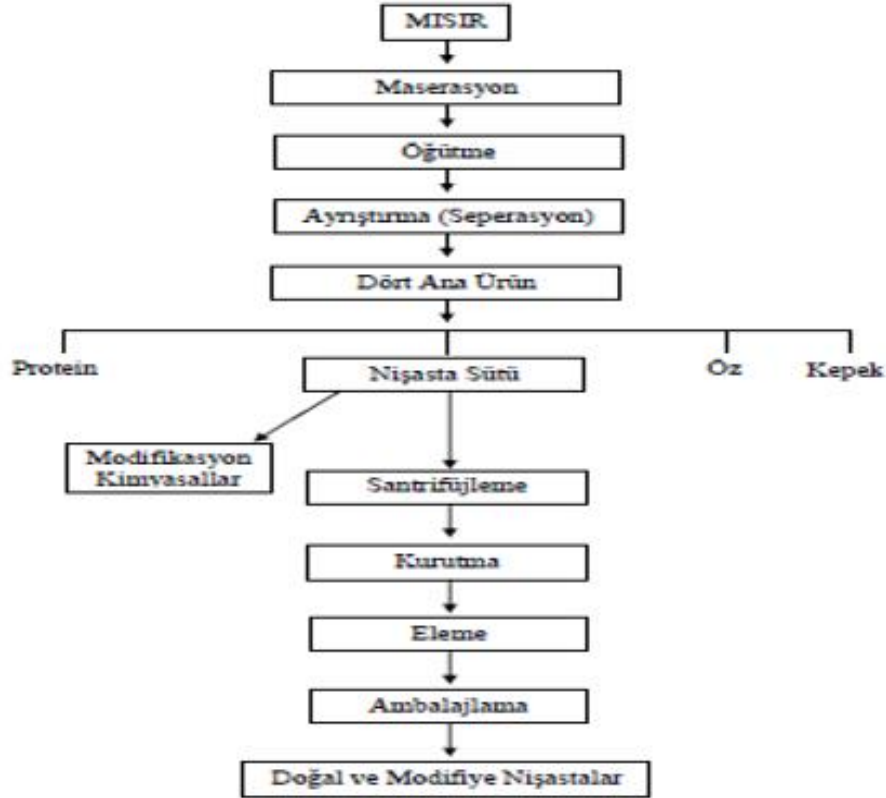 MISIR
Maserasyon
Öğütme
Ayrıştırma (Seperasyon)
Dört Ana Ürün
Protein
Nişasta Sütü
Öz
Kepek
Modifikasyon
Kimyasallar
Santrifüjleme
Kurutma
Eleme
Ambalajlama
Doğal ve Modifiye Nişastalar